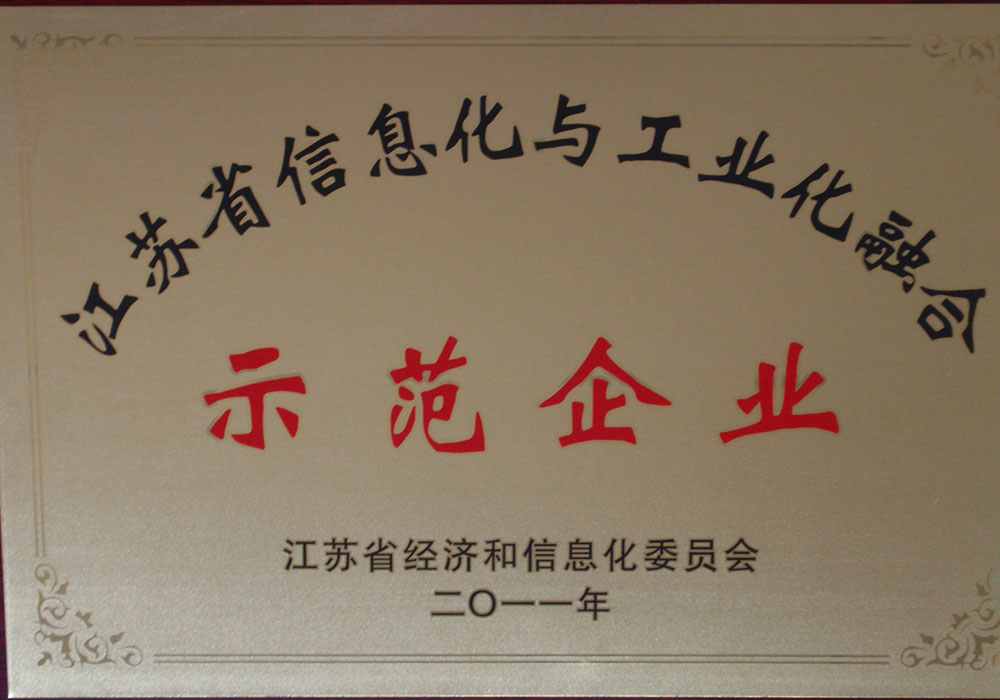 江苏省信息化与工业化融合
示范企业
江苏省经济和信息化委员会
二〇一一年